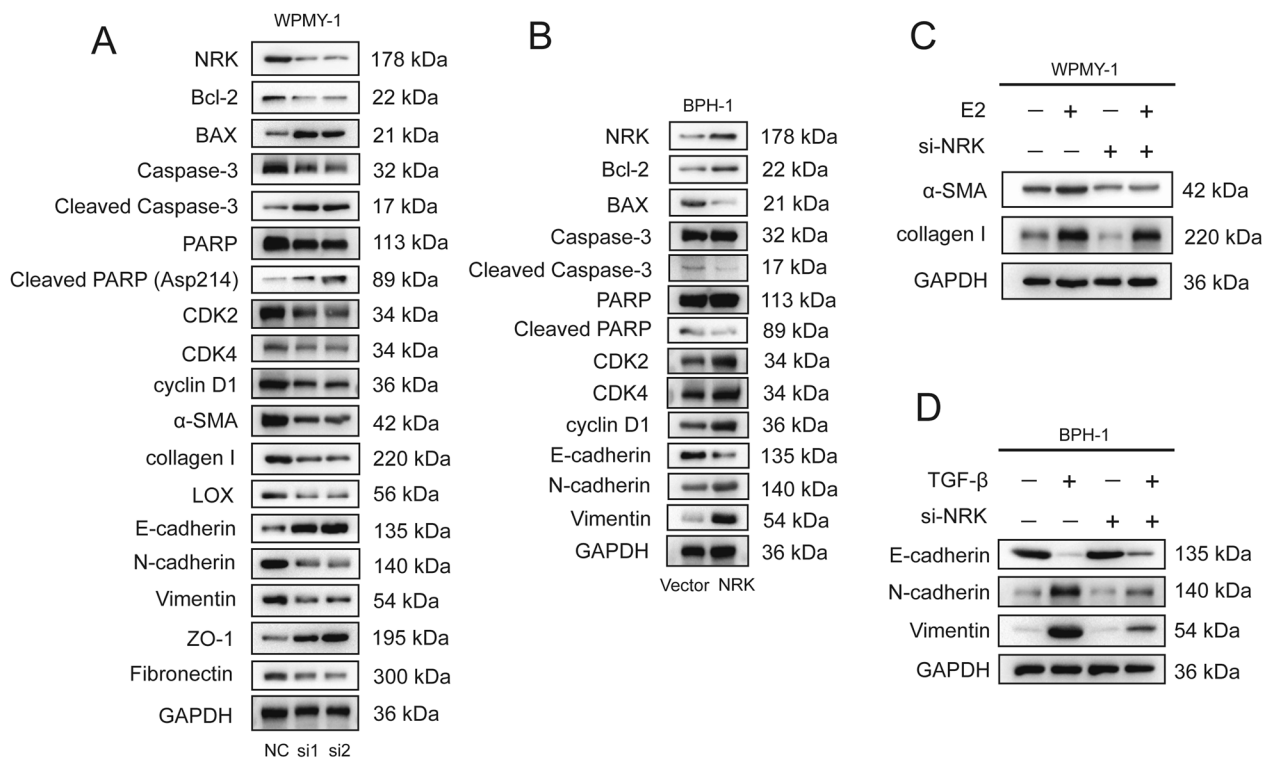 A
WPMY-1
NRK 178 kDa
Bcl-2 22 kDa
BAX 21 kDa
Caspase-3 32 kDa
Cleaved Caspase-3 17 kDa
PARP 113 kDa
Cleaved PARP (Asp214) 89 kDa
CDK2 34 kDa
CDK4 34 kDa
cyclin D1 36 kDa
α-SMA 42 kDa
collagen I 220 kDa
LOX 56 kDa
E-cadherin 135 kDa
N-cadherin 140 kDa
Vimentin 54 kDa
ZO-1 195 kDa
Fibronectin 300 kDa
GAPDH 36 kDa
NC si1 si2
B
BPH-1
NRK 178 kDa
Bcl-2 22 kDa
BAX 21 kDa
Caspase-3 32 kDa
Cleaved Caspase-3 17 kDa
PARP 113 kDa
Cleaved PARP 89 kDa
CDK2 34 kDa
CDK4 34 kDa
cyclin D1 36 kDa
E-cadherin 135 kDa
N-cadherin 140 kDa
Vimentin 54 kDa
GAPDH 36 kDa
Vector NRK
C
WPMY-1
E2 − + − +
si-NRK − − + +
α-SMA 42 kDa
collagen I 220 kDa
GAPDH 36 kDa
D
BPH-1
TGF-β − + − +
si-NRK − − + +
E-cadherin 135 kDa
N-cadherin 140 kDa
Vimentin 54 kDa
GAPDH 36 kDa